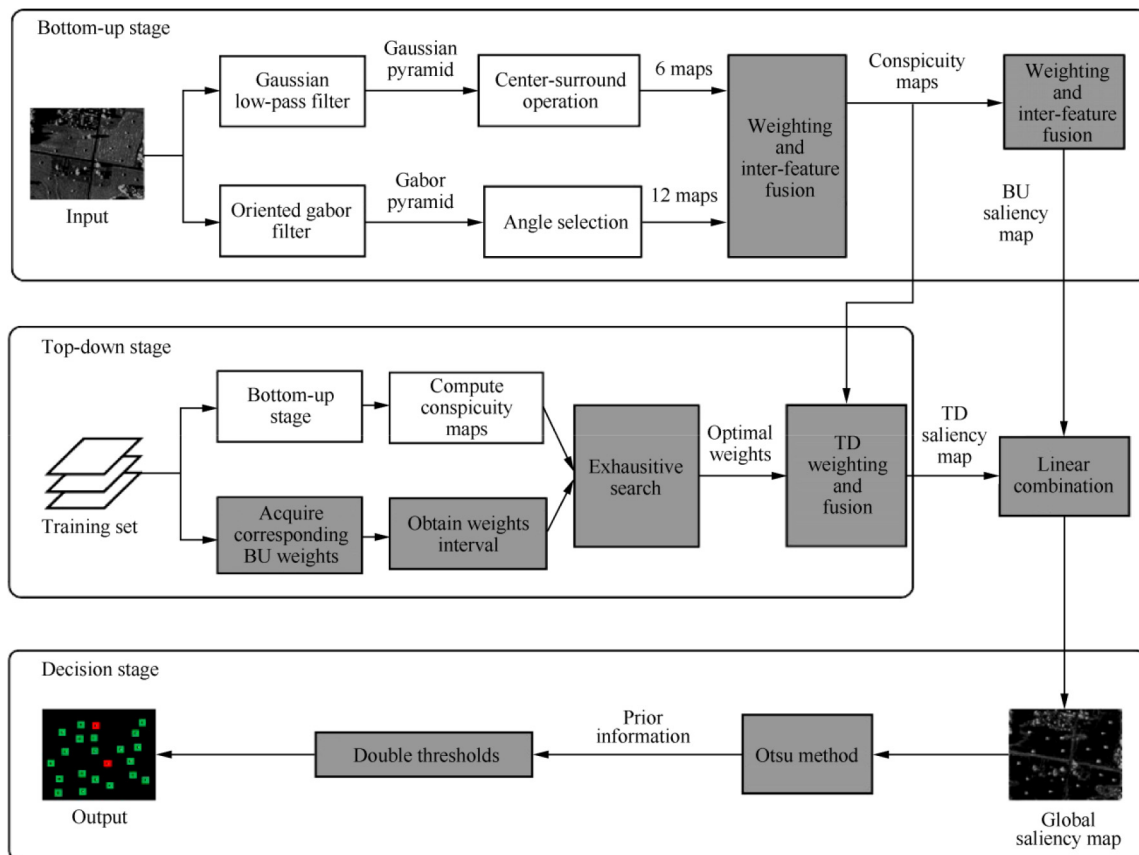 Bottom-up stage
Gaussian
low-pass filter
Gaussian
pyramid
Center-surround
operation
6 maps
Weighting
and
inter-feature
fusion
Conspicuity
maps
Weighting
and
inter-feature
fusion
Input
Oriented gabor
filter
Gabor
pyramid
Angle selection
12 maps
BU
saliency
map
Top-down stage
Bottom-up
stage
Compute
conspicuity
maps
Training set
Acquire
corresponding
BU weights
Obtain weights
interval
Exhausitive
search
Optimal
weights
TD
weighting
and
fusion
TD
saliency
map
Linear
combination
Decision stage
Output
Double thresholds
Prior
information
Otsu method
Global
saliency map